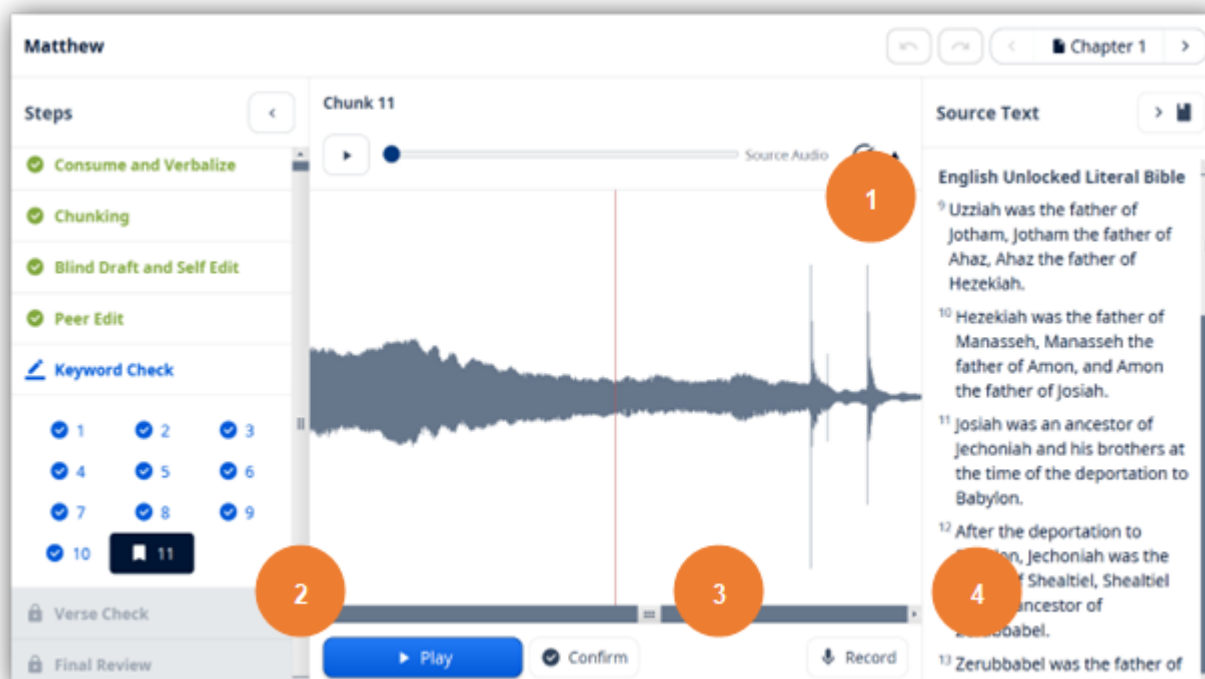 Matthew
Chapter 1
Steps
Consume and Verbalize
Chunking
Blind Draft and Self Edit
Peer Edit
Keyword Check
1 2 3
4 5 6
7 8 9
10 11
Verse Check
Final Review
Chunk 11
Source Audio
1
2
3
4
Play
Confirm
Record
Source Text
English Unlocked Literal Bible
9 Uzziah was the father of
Jotham, Jotham the father of
Ahaz, Ahaz the father of
Hezekiah.
10 Hezekiah was the father of
Manasseh, Manasseh the
father of Amon, and Amon
the father of Josiah.
11 Josiah was an ancestor of
Jechoniah and his brothers at
the time of the deportation to
Babylon.
12 After the deportation to
Jechoniah was the
Shealtiel, Shealtiel
ancestor of
13 Zerubbabel was the father of